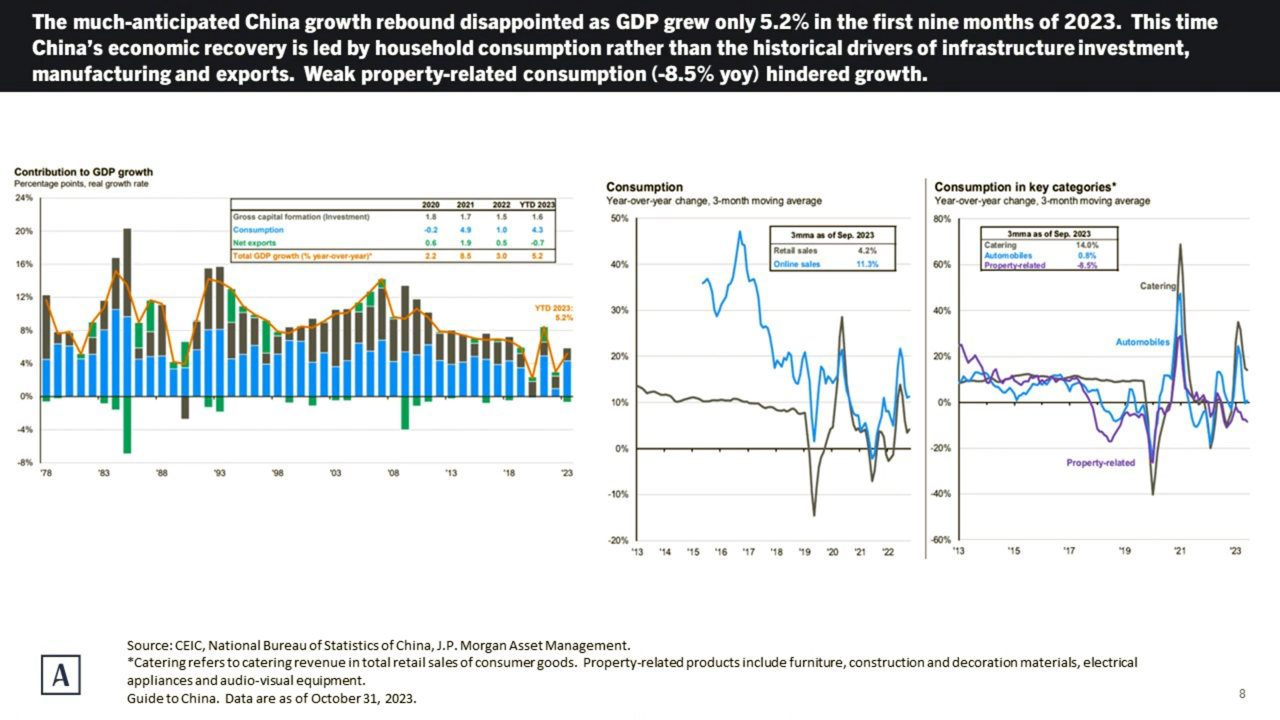 The much-anticipated China growth rebound disappointed as GDP grew only 5.2% in the first nine months of 2023. This time
China's economic recovery is led by household consumption rather than the historical drivers of infrastructure investment,
manufacturing and exports. Weak property-related consumption (-8.5% yoy) hindered growth.
Contribution to GDP growth
Percentage points, real growth rate
24%
20%
16%
12%
8%
4%
0%
-4%
-8%
2020 2021 2022 YTD 2023
Gross capital formation (Investment) 1.8 1.7 1.5 1.6
Consumption -0.2 4.9 1.0 4.3
Net exports 0.6 1.9 0.5 -0.7
Total GDP growth (% year-over-year)* 2.2 8.5 3.0 5.2
YTD 2023:
5.2%
'78 '83 '88 '93 '98 '03 '08 '13 '18 '23
Consumption
Year-over-year change, 3-month moving average
50%
40%
30%
20%
10%
0%
-10%
-20%
3mma as of Sep. 2023
Retail sales 4.2%
Online sales 11.3%
'13 '14 '15 '16 '17 '18 '19 '20 '21 '22
Consumption in key categories*
Year-over-year change, 3-month moving average
80%
60%
40%
20%
0%
-20%
-40%
-60%
3mma as of Sep. 2023
Catering 14.0%
Automobiles 0.8%
Property-related -8.5%
Catering
Automobiles
Property-related
'13 '15 '17 '19 '21 '23
A
Source: CEIC, National Bureau of Statistics of China, J.P. Morgan Asset Management.
*Catering refers to catering revenue in total retail sales of consumer goods. Property-related products include furniture, construction and decoration materials, electrical
appliances and audio-visual equipment.
Guide to China. Data are as of October 31, 2023.
8